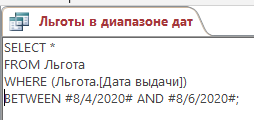 Льготы в диапазоне дат
SELECT *
FROM Льгота
WHERE (Льгота.[Дата выдачи])
BETWEEN #8/4/2020# AND #8/6/2020#;